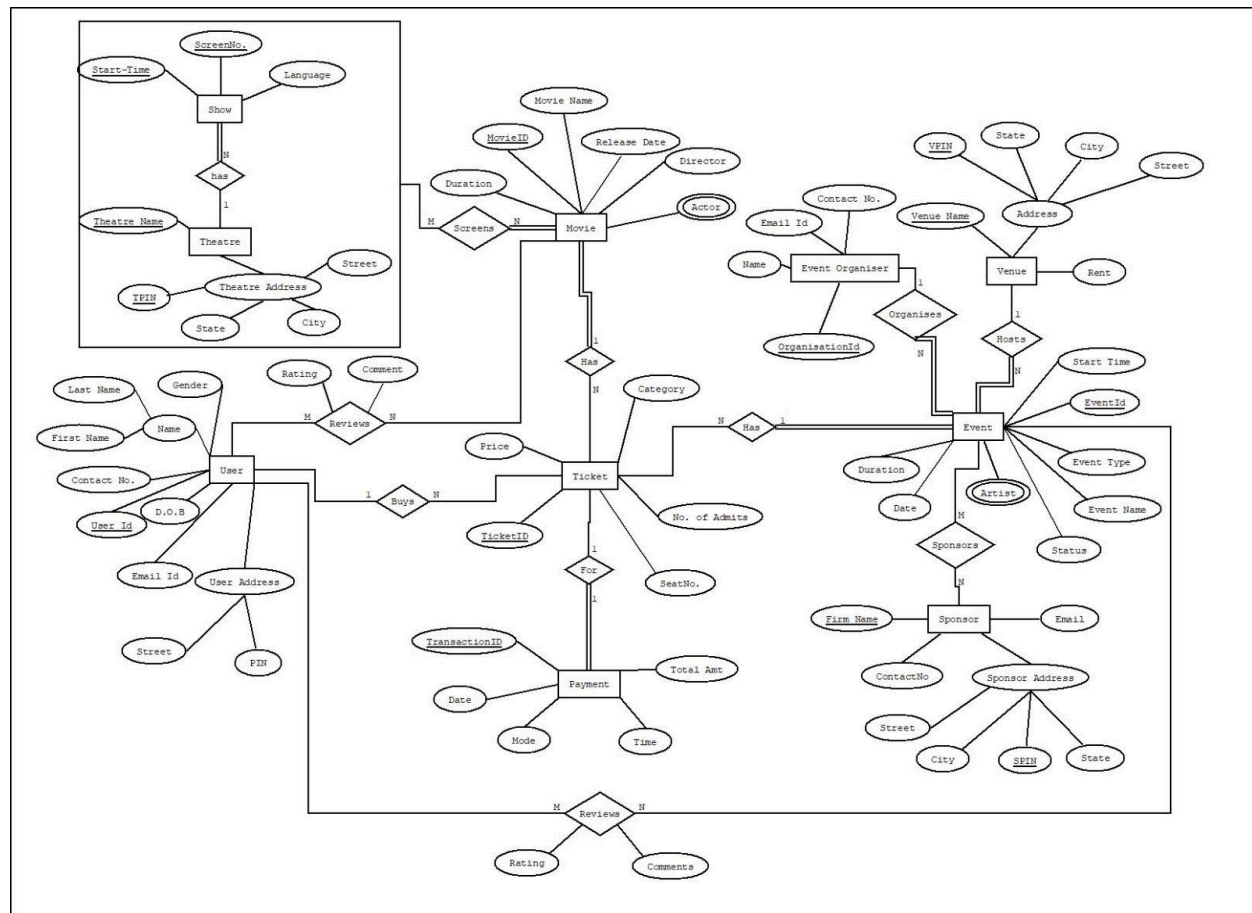 ScreenNo.
Start-Time
Language
Show
N
has
1
Theatre Name
Theatre
Street
Theatre Address
TPIN
State
City
Movie Name
MovieID
Release Date
Director
Duration
Actor
M
Screens
N
Movie
State
VPIN
City
Street
Contact No.
Email Id
Venue Name
Address
Name
Event Organiser
Venue
Rent
1
Organises
N
OrganisationId
1
Hosts
N
1
Has
N
Start Time
EventId
Event Type
Event Name
Status
Event
Duration
Date
Artist
Rating
Comment
M
Reviews
N
Last Name
Gender
First Name
Name
Contact No.
User
D.O.B
User Id
Email Id
User Address
Street
PIN
1
Buys
N
Category
Price
Ticket
N
Has
1
TicketID
No. of Admits
SeatNo.
1
For
1
TransactionID
Total Amt
Payment
Date
Mode
Time
M
Sponsors
N
Firm Name
Sponsor
Email
ContactNo
Sponsor Address
Street
City
SPIN
State
M
Reviews
N
Rating
Comments